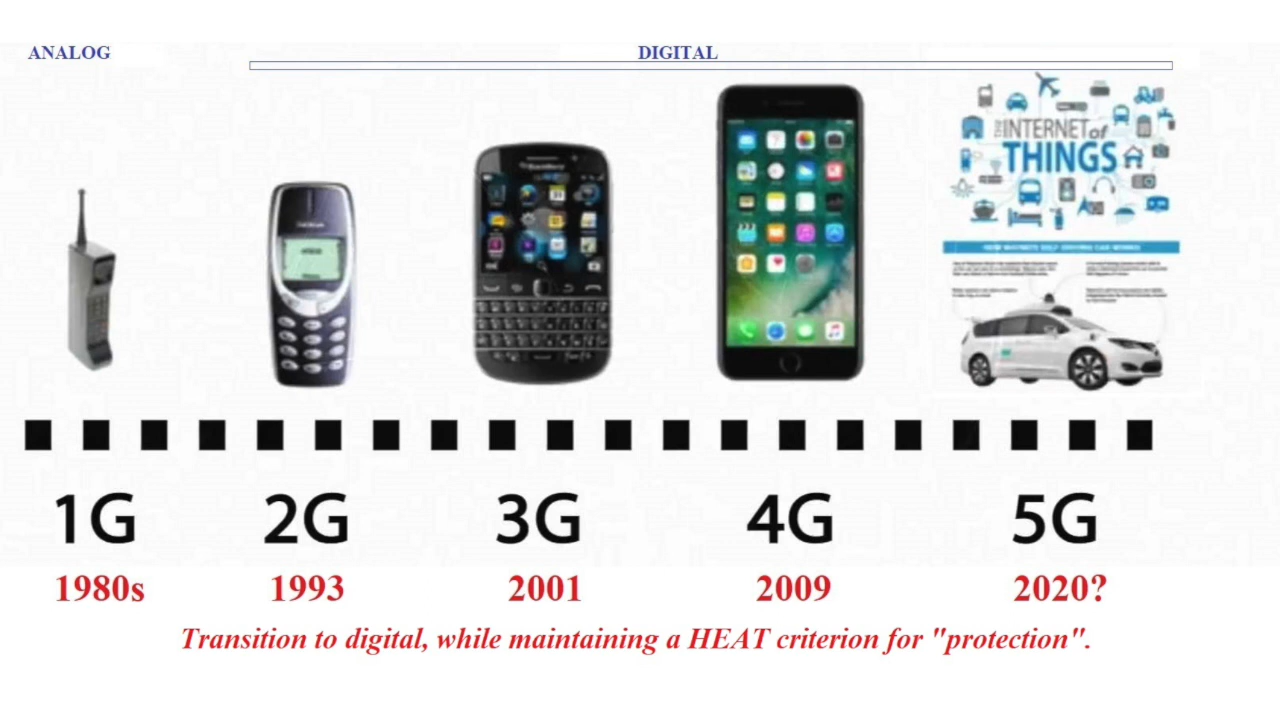 ANALOG
DIGITAL
THE INTERNET of
THINGS
BlackBerry
1G
2G
3G
4G
5G
1980s
1993
2001
2009
2020?
Transition to digital, while maintaining a HEAT criterion for "protection".